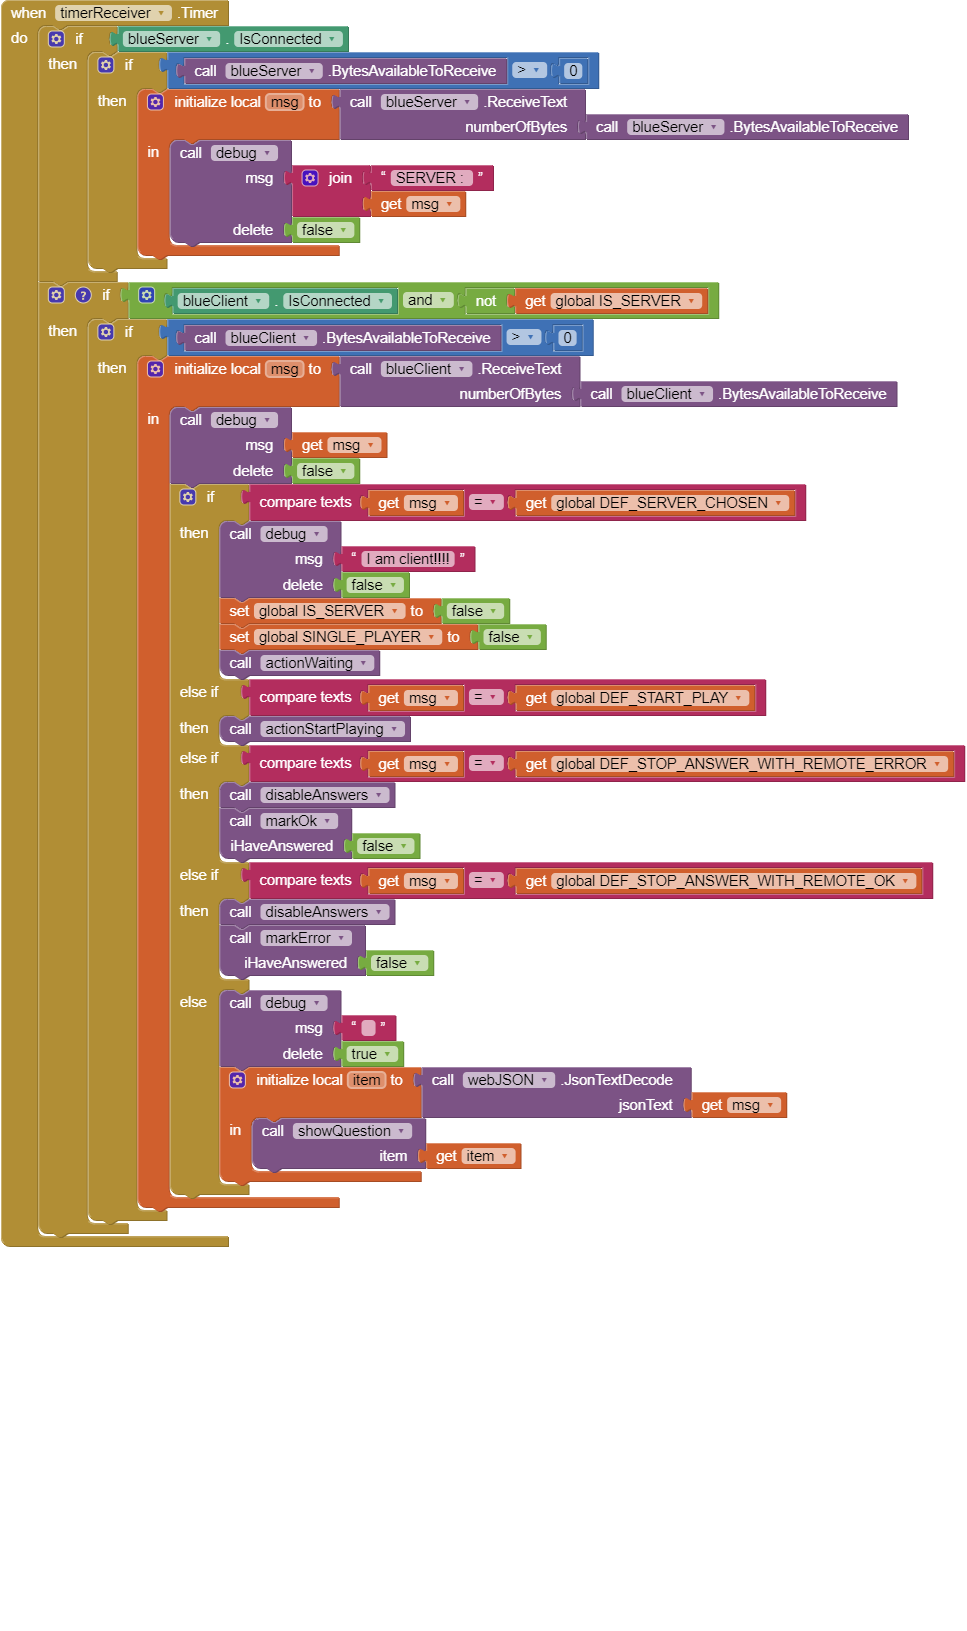 when timerReceiver .Timer
do if blueServer . IsConnected
then if call blueServer .BytesAvailableToReceive > 0
then initialize local msg to call blueServer .ReceiveText
numberOfBytes call blueServer .BytesAvailableToReceive
in call debug
msg join “ SERVER : ”
get msg
delete false
? if blueClient . IsConnected and not get global IS_SERVER
then if call blueClient .BytesAvailableToReceive > 0
then initialize local msg to call blueClient .ReceiveText
numberOfBytes call blueClient .BytesAvailableToReceive
in call debug
msg get msg
delete false
if compare texts get msg = get global DEF_SERVER_CHOSEN
then call debug
msg “ I am client!!!! ”
delete false
set global IS_SERVER to false
set global SINGLE_PLAYER to false
call actionWaiting
else if compare texts get msg = get global DEF_START_PLAY
then call actionStartPlaying
else if compare texts get msg = get global DEF_STOP_ANSWER_WITH_REMOTE_ERROR
then call disableAnswers
call markOk
iHaveAnswered false
else if compare texts get msg = get global DEF_STOP_ANSWER_WITH_REMOTE_OK
then call disableAnswers
call markError
iHaveAnswered false
else call debug
msg “ ”
delete true
initialize local item to call webJSON .JsonTextDecode
jsonText get msg
in call showQuestion
item get item